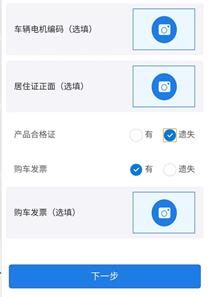 车辆电机编码（选填）
居住证正面（选填）
产品合格证 有 遗失
购车发票 有 遗失
购车发票（选填）
下一步